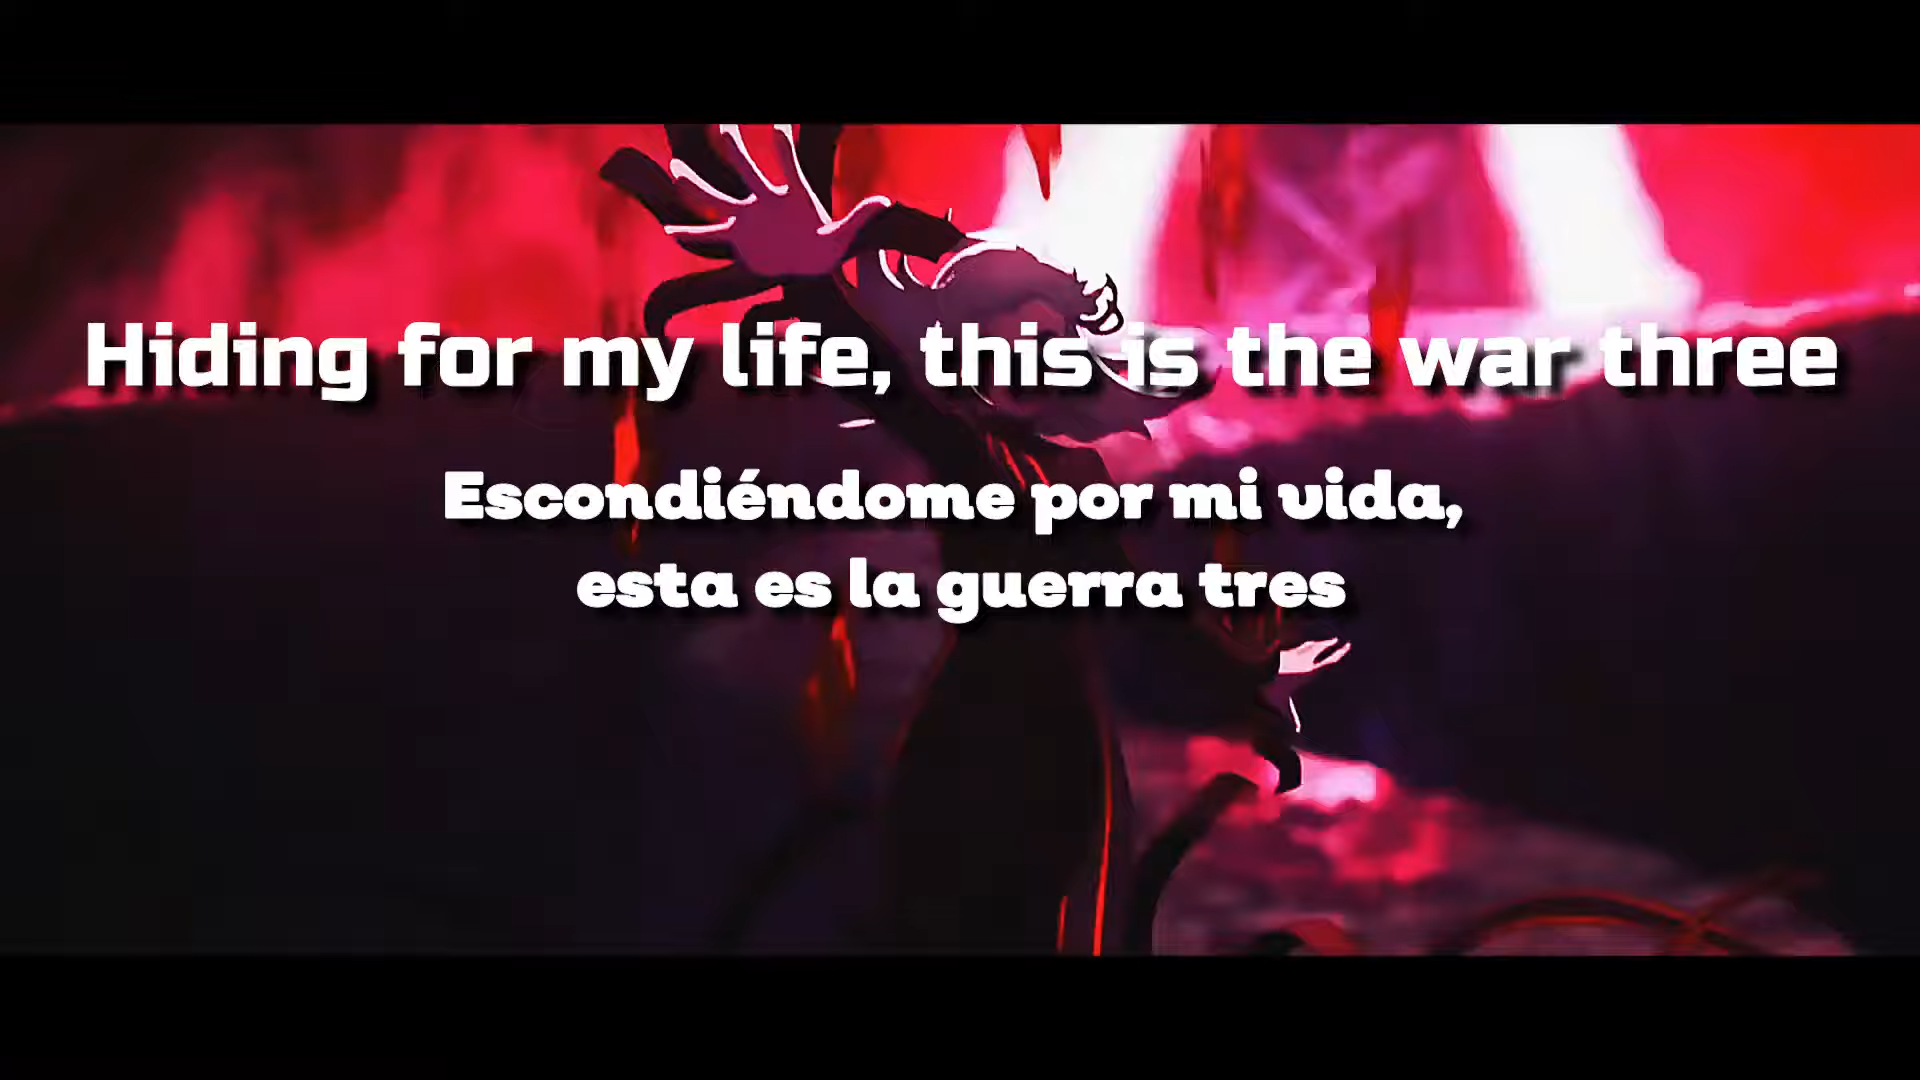 Hiding for my life, this is the war three
Escondiéndome por mi vida,
esta es la guerra tres